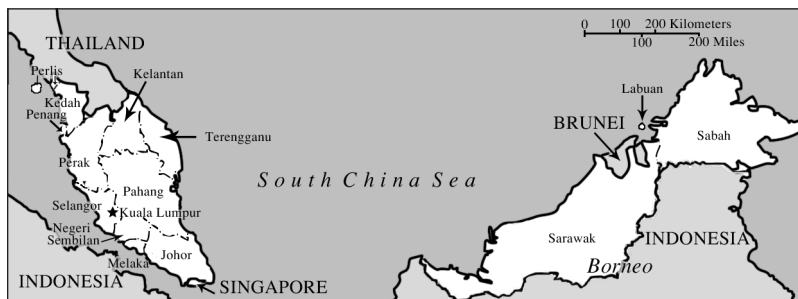 THAILAND
Perlis
Kelantan
Kedah
Penang
Terengganu
Perak
Pahang
Selangor
Kuala Lumpur
Negeri
Sembilan
Melaka
Johor
INDONESIA
SINGAPORE
South China Sea
0 100 200 Kilometers
100 200 Miles
Labuan
BRUNEI
Sabah
Sarawak
INDONESIA
Borneo